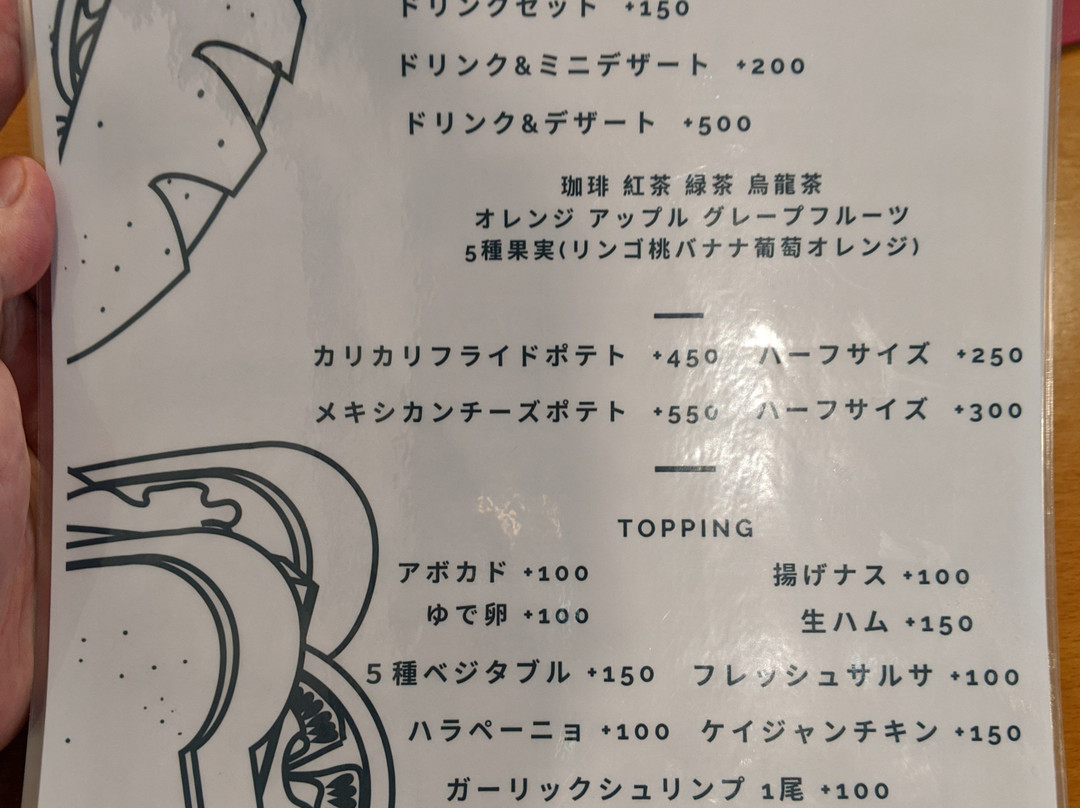 ドリンクセット +150
ドリンク&ミニデザート +200
ドリンク&デザート +500
珈琲 紅茶 緑茶 烏龍茶
オレンジ アップル グレープフルーツ
5種果実(リンゴ桃バナナ葡萄オレンジ)
カリカリフライドポテト +450 ハーフサイズ +250
メキシカンチーズポテト +550 ハーフサイズ +300
TOPPING
アボカド +100 揚げナス +100
ゆで卵 +100 生ハム +150
5種ベジタブル +150 フレッシュサルサ +100
ハラペーニョ +100 ケイジャンチキン +150
ガーリックシュリンプ 1尾 +100